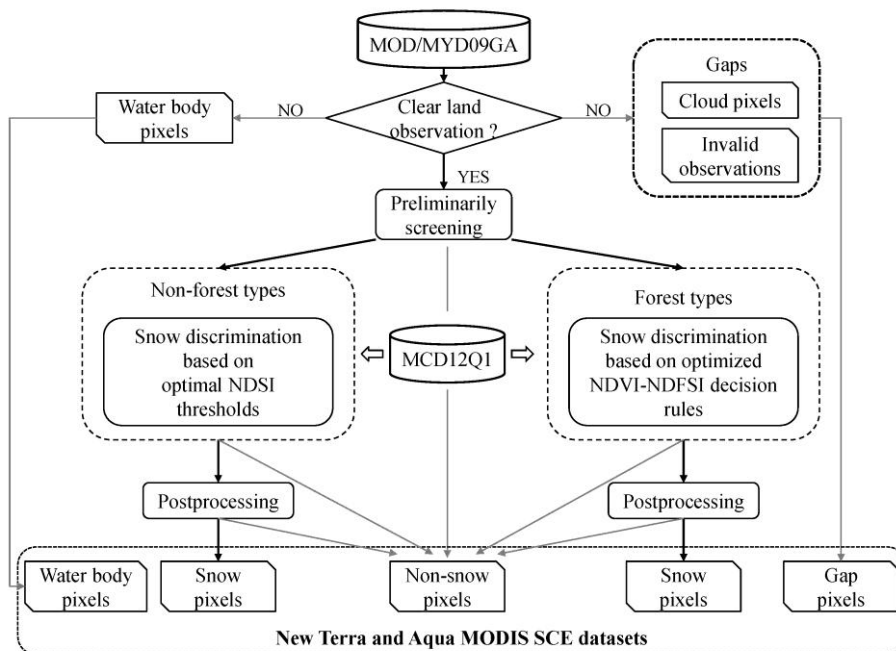 MOD/MYD09GA
Gaps
Cloud pixels
Invalid
observations
Water body
pixels
NO
Clear land
observation ?
NO
YES
Preliminarily
screening
Non-forest types
Snow discrimination
based on
optimal NDSI
thresholds
MCD12Q1
Forest types
Snow discrimination
based on optimized
NDVI-NDFSI decision
rules
Postprocessing
Postprocessing
Water body
pixels
Snow
pixels
Non-snow
pixels
Snow
pixels
Gap
pixels
New Terra and Aqua MODIS SCE datasets